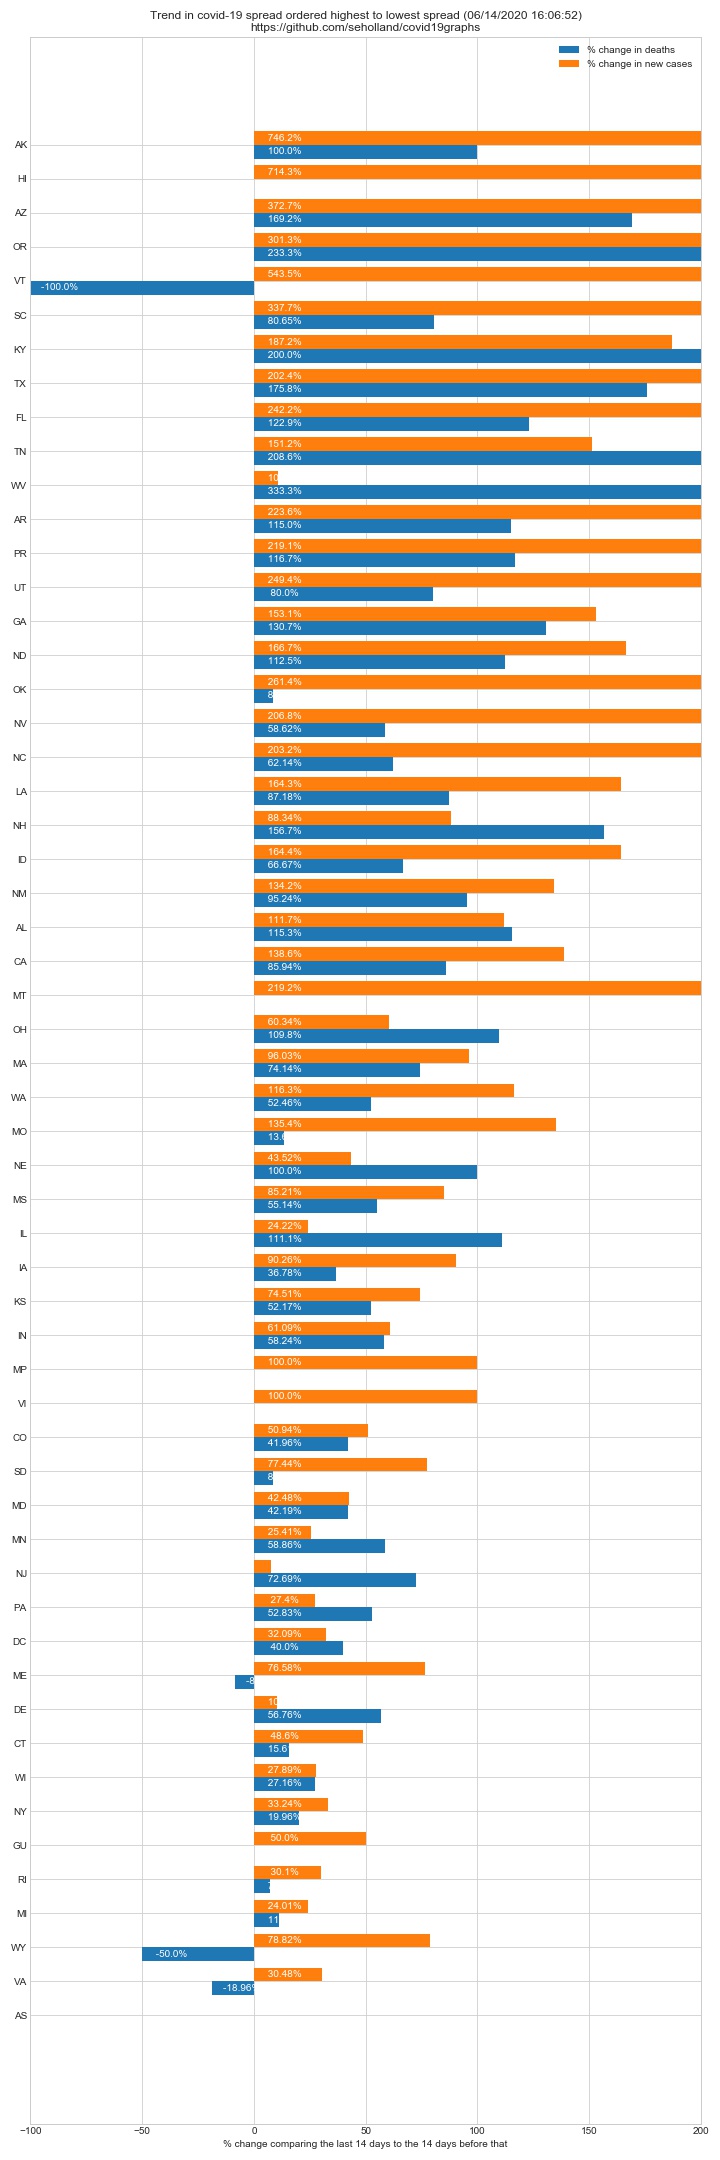 Trend in covid-19 spread ordered highest to lowest spread (06/14/2020 16:06:52)
https://github.com/seholland/covid19graphs
% change in deaths
% change in new cases
AK
746.2%
100.0%
HI
714.3%
AZ
372.7%
169.2%
OR
301.3%
233.3%
VT
543.5%
-100.0%
SC
337.7%
80.65%
KY
187.2%
200.0%
TX
202.4%
175.8%
FL
242.2%
122.9%
TN
151.2%
208.6%
WV
10
333.3%
AR
223.6%
115.0%
PR
219.1%
116.7%
UT
249.4%
80.0%
GA
153.1%
130.7%
ND
166.7%
112.5%
OK
261.4%
8
NV
206.8%
58.62%
NC
203.2%
62.14%
LA
164.3%
87.18%
NH
88.34%
156.7%
ID
164.4%
66.67%
NM
134.2%
95.24%
AL
111.7%
115.3%
CA
138.6%
85.94%
MT
219.2%
OH
60.34%
109.8%
MA
96.03%
74.14%
WA
116.3%
52.46%
MO
135.4%
13.6
NE
43.52%
100.0%
MS
85.21%
55.14%
IL
24.22%
111.1%
IA
90.26%
36.78%
KS
74.51%
52.17%
IN
61.09%
58.24%
MP
100.0%
VI
100.0%
CO
50.94%
41.96%
SD
77.44%
8
MD
42.48%
42.19%
MN
25.41%
58.86%
NJ
72.69%
PA
27.4%
52.83%
DC
32.09%
40.0%
ME
76.58%
-8
DE
10
56.76%
CT
48.6%
15.6
WI
27.89%
27.16%
NY
33.24%
19.96%
GU
50.0%
RI
30.1%
MI
24.01%
11
WY
78.82%
-50.0%
VA
30.48%
-18.96%
AS
−100
−50
0
50
100
150
200
% change comparing the last 14 days to the 14 days before that